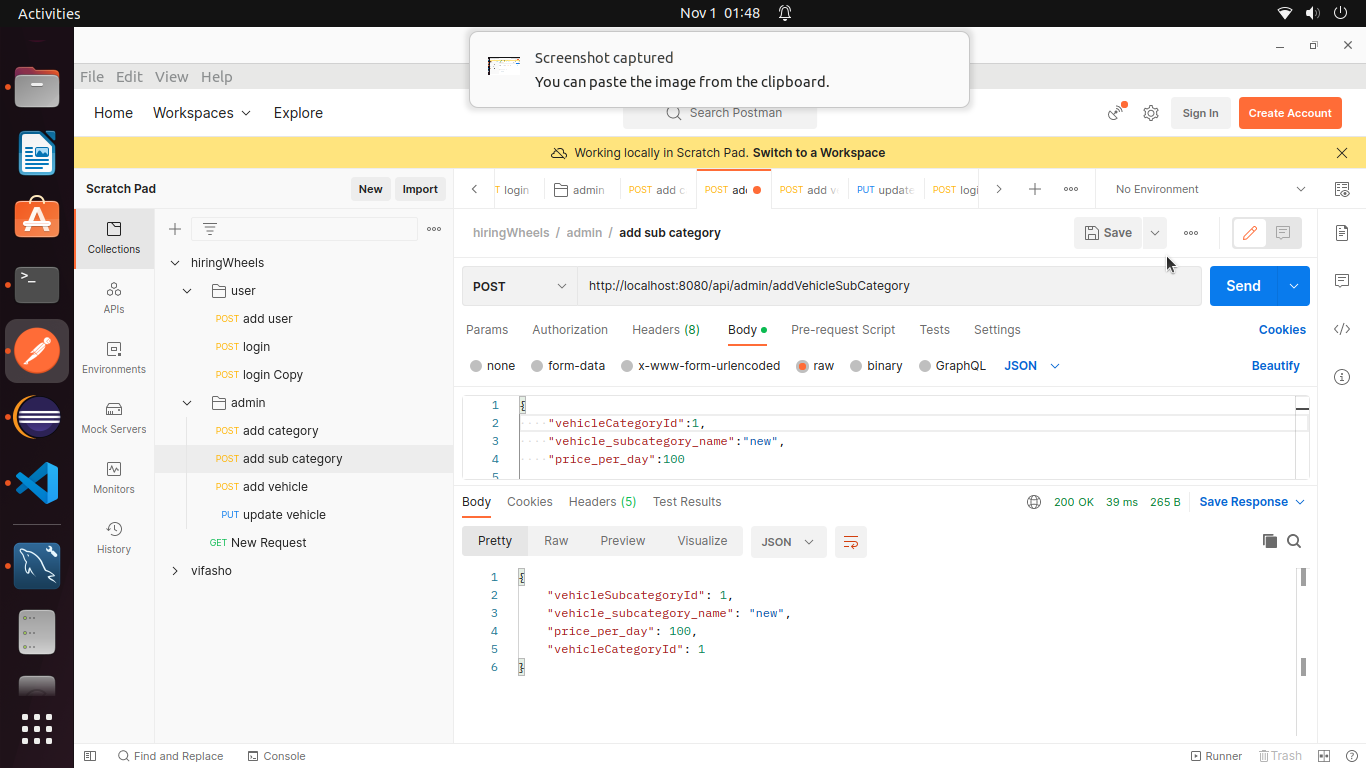 Activities
Nov 1 01:48
Screenshot captured
You can paste the image from the clipboard.
File Edit View Help
Home Workspaces Explore
Search Postman
Sign In
Create Account
Working locally in Scratch Pad. Switch to a Workspace
Scratch Pad
New
Import
login
admin
POST add c
POST add
POST add v
PUT update
POST logi
No Environment
Collections
APIs
Environments
Mock Servers
Monitors
History
hiringWheels
user
POST add user
POST login
POST login Copy
admin
POST add category
POST add sub category
POST add vehicle
PUT update vehicle
GET New Request
vifasho
hiringWheels / admin / add sub category
Save
POST
http://localhost:8080/api/admin/addVehicleSubCategory
Send
Params Authorization Headers (8) Body Pre-request Script Tests Settings
Cookies
none form-data x-www-form-urlencoded raw binary GraphQL JSON
Beautify
1 {
2 "vehicleCategoryId":1,
3 "vehicle_subcategory_name":"new",
4 "price_per_day":100
5
Body Cookies Headers (5) Test Results
200 OK 39 ms 265 B
Save Response
Pretty Raw Preview Visualize
JSON
1 {
2 "vehicleSubcategoryId": 1,
3 "vehicle_subcategory_name": "new",
4 "price_per_day": 100,
5 "vehicleCategoryId": 1
6 }
Find and Replace
Console
Runner
Trash